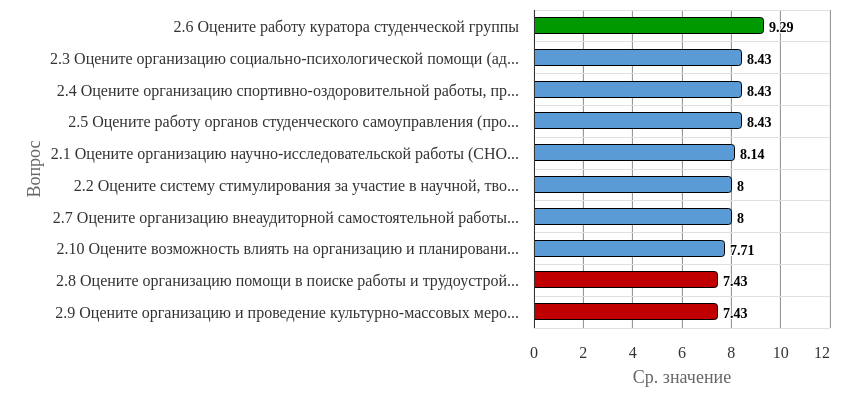 2.6 Оцените работу куратора студенческой группы 9.29
2.3 Оцените организацию социально-психологической помощи (ад... 8.43
2.4 Оцените организацию спортивно-оздоровительной работы, пр... 8.43
2.5 Оцените работу органов студенческого самоуправления (про... 8.43
2.1 Оцените организацию научно-исследовательской работы (СНО... 8.14
2.2 Оцените систему стимулирования за участие в научной, тво... 8
2.7 Оцените организацию внеаудиторной самостоятельной работы... 8
2.10 Оцените возможность влиять на организацию и планировани... 7.71
2.8 Оцените организацию помощи в поиске работы и трудоустрой... 7.43
2.9 Оцените организацию и проведение культурно-массовых меро... 7.43
Вопрос
0 2 4 6 8 10 12
Ср. значение